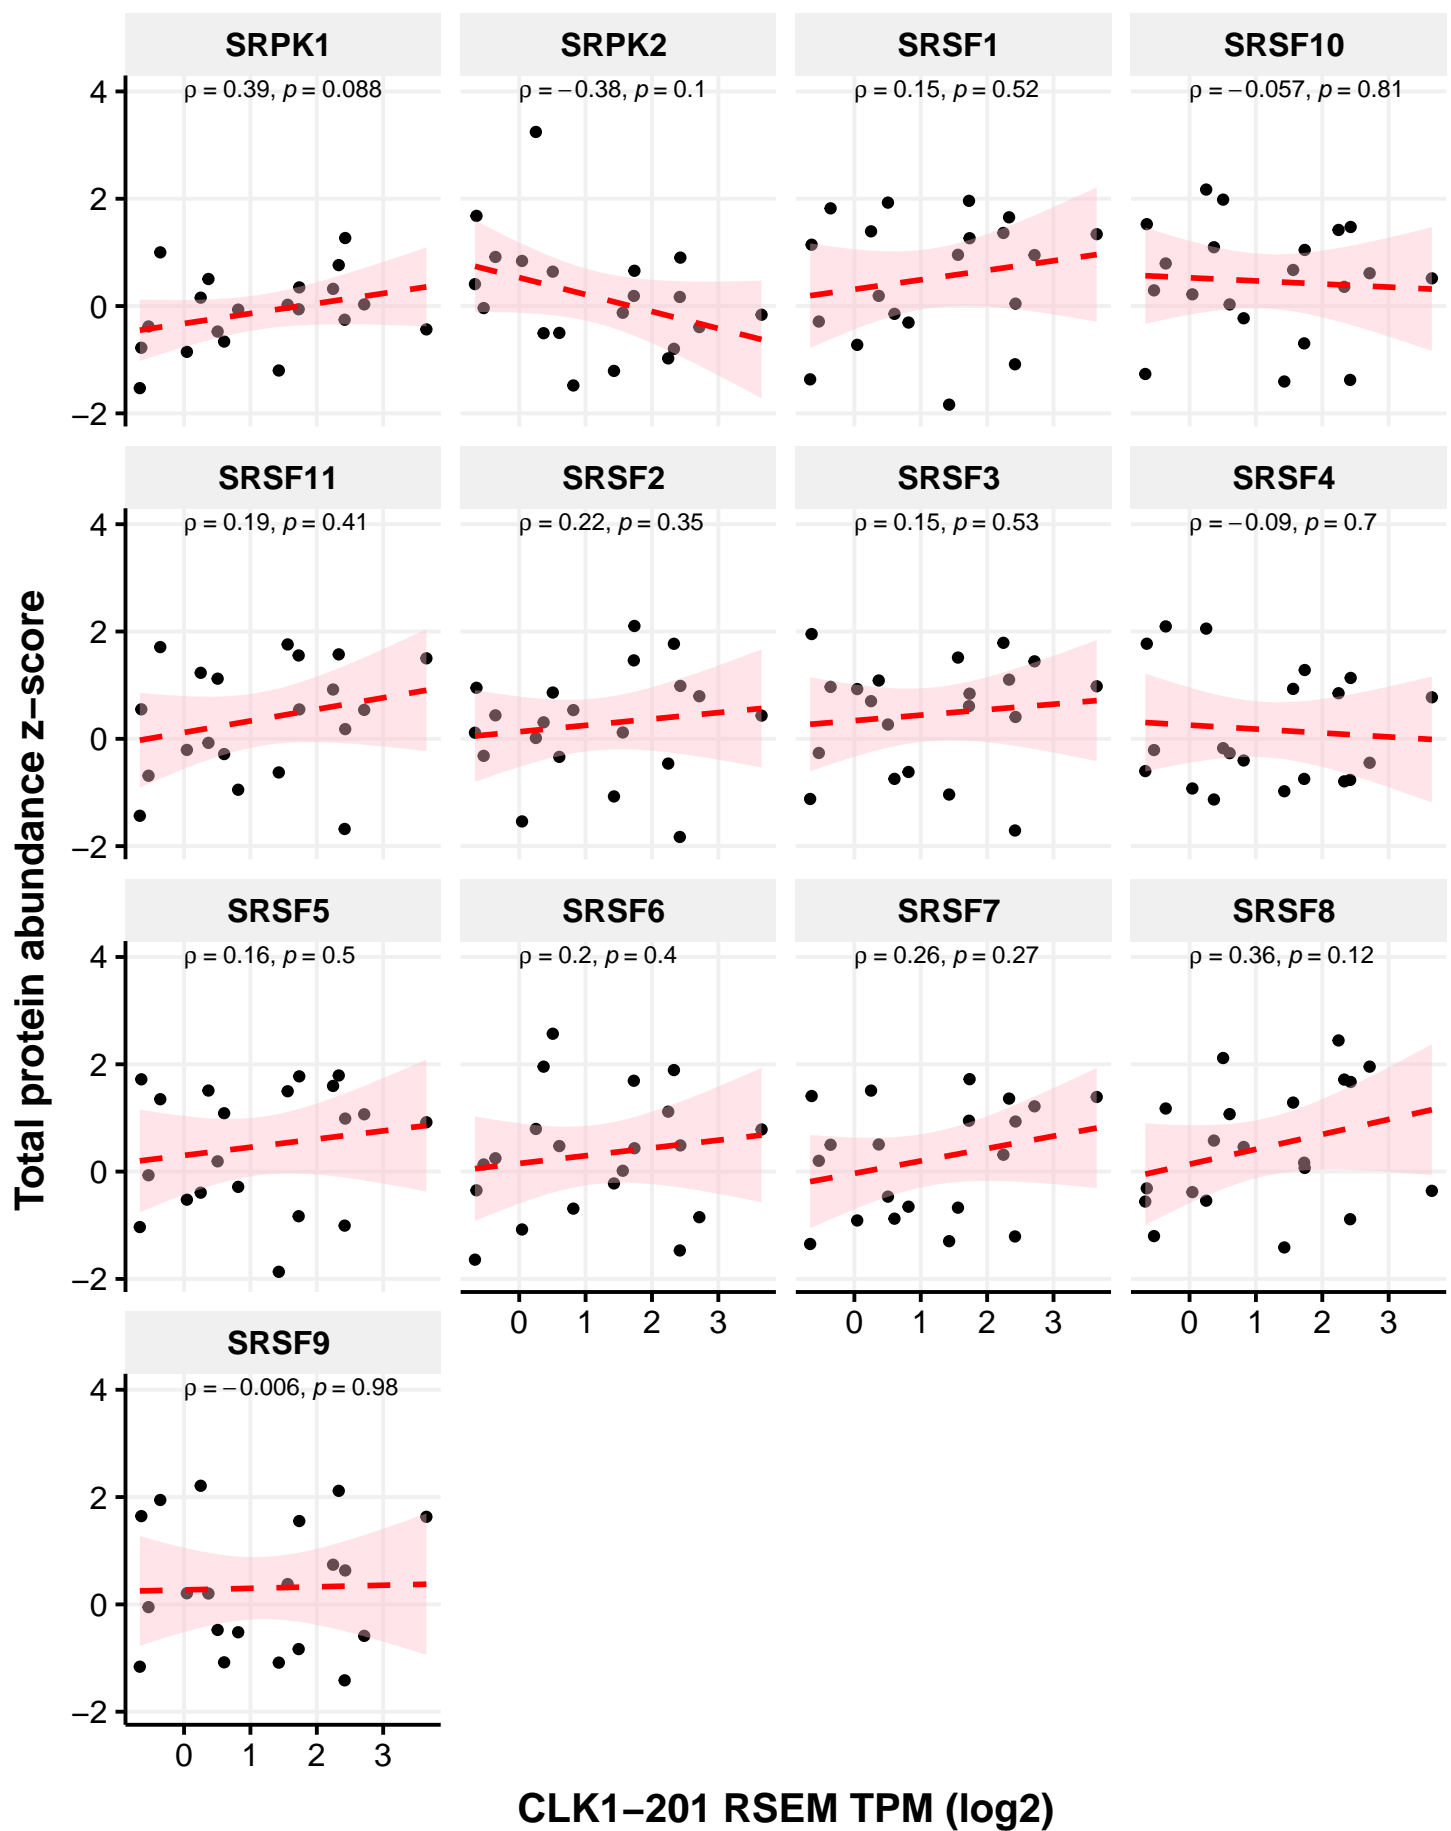 SRPK1 SRPK2 SRSF1 SRSF10
ρ = 0.39, p = 0.088 ρ = −0.38, p = 0.1 ρ = 0.15, p = 0.52 ρ = −0.057, p = 0.81
4
2
0
−2
SRSF11 SRSF2 SRSF3 SRSF4
ρ = 0.19, p = 0.41 ρ = 0.22, p = 0.35 ρ = 0.15, p = 0.53 ρ = −0.09, p = 0.7
4
2
0
−2
Total protein abundance z−score
SRSF5 SRSF6 SRSF7 SRSF8
ρ = 0.16, p = 0.5 ρ = 0.2, p = 0.4 ρ = 0.26, p = 0.27 ρ = 0.36, p = 0.12
4
2
0
−2
0 1 2 3 0 1 2 3 0 1 2 3
SRSF9
ρ = −0.006, p = 0.98
4
2
0
−2
0 1 2 3
CLK1−201 RSEM TPM (log2)